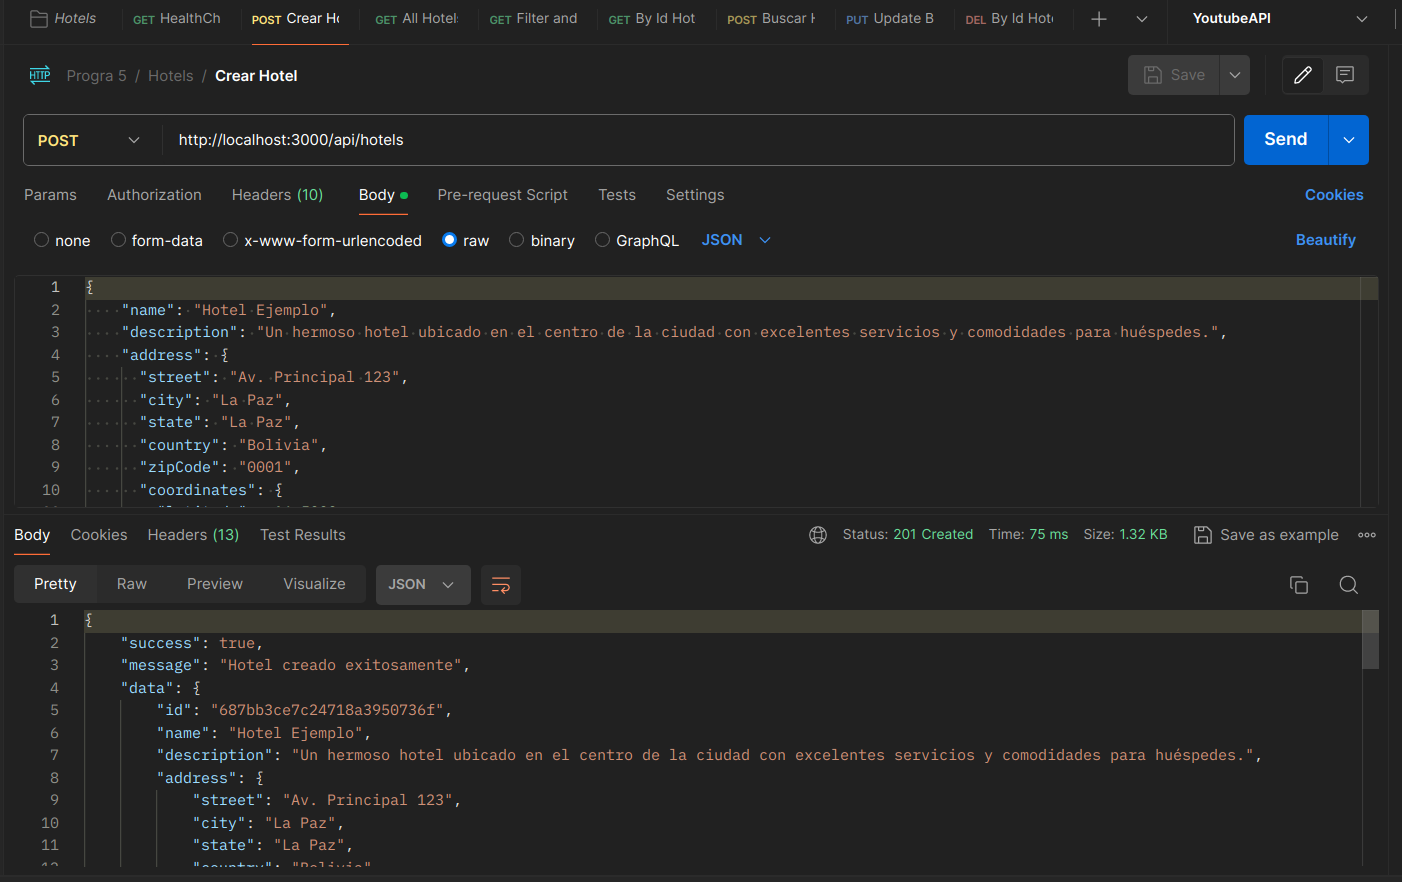 Hotels GET HealthCh POST Crear Ho GET All Hotel GET Filter and GET By Id Hot POST Buscar H PUT Update B DEL By Id Hote YoutubeAPI
HTTP Progra 5 / Hotels / Crear Hotel Save
POST http://localhost:3000/api/hotels Send
Params Authorization Headers (10) Body Pre-request Script Tests Settings Cookies
none form-data x-www-form-urlencoded raw binary GraphQL JSON Beautify
1 {
2 "name": "Hotel Ejemplo",
3 "description": "Un hermoso hotel ubicado en el centro de la ciudad con excelentes servicios y comodidades para huéspedes.",
4 "address": {
5 "street": "Av. Principal 123",
6 "city": "La Paz",
7 "state": "La Paz",
8 "country": "Bolivia",
9 "zipCode": "0001",
10 "coordinates": {
Body Cookies Headers (13) Test Results Status: 201 Created Time: 75 ms Size: 1.32 KB Save as example
Pretty Raw Preview Visualize JSON
1 {
2 "success": true,
3 "message": "Hotel creado exitosamente",
4 "data": {
5 "id": "687bb3ce7c24718a3950736f",
6 "name": "Hotel Ejemplo",
7 "description": "Un hermoso hotel ubicado en el centro de la ciudad con excelentes servicios y comodidades para huéspedes.",
8 "address": {
9 "street": "Av. Principal 123",
10 "city": "La Paz",
11 "state": "La Paz",
12 "country": "Bolivia"